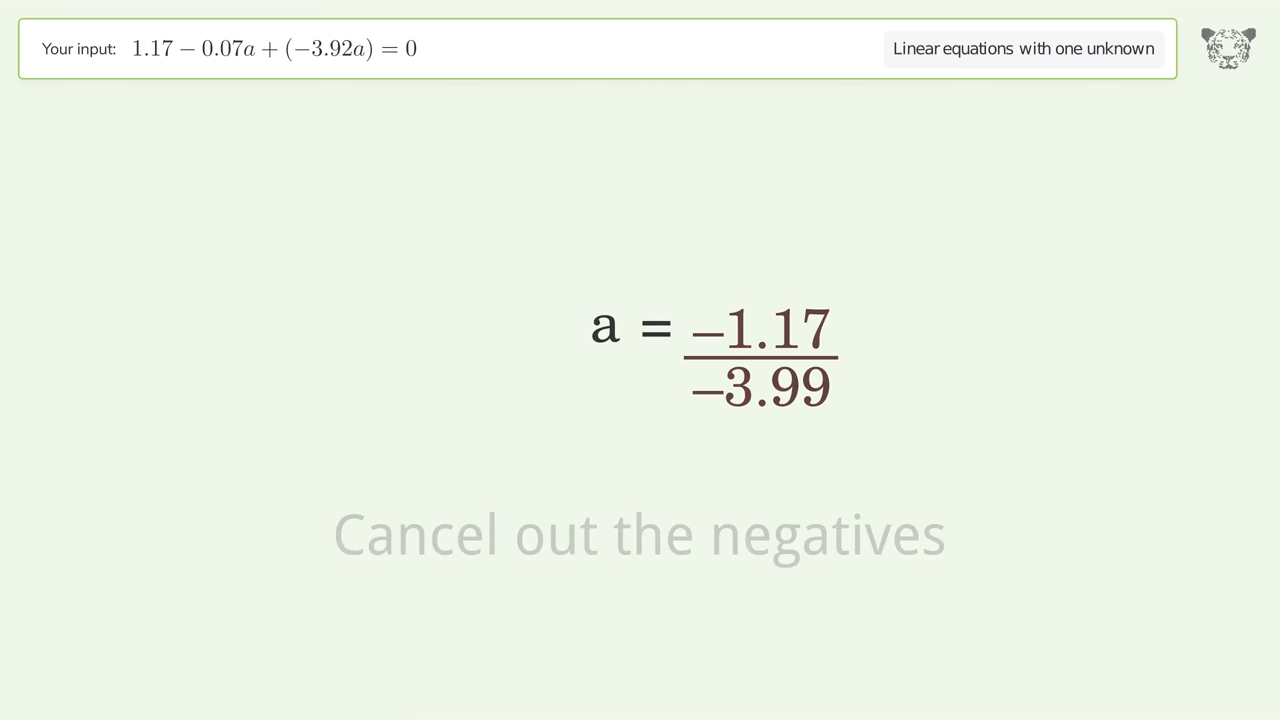 Your input: 1.17 − 0.07a + (−3.92a) = 0
Linear equations with one unknown
a = −1.17
−3.99
Cancel out the negatives